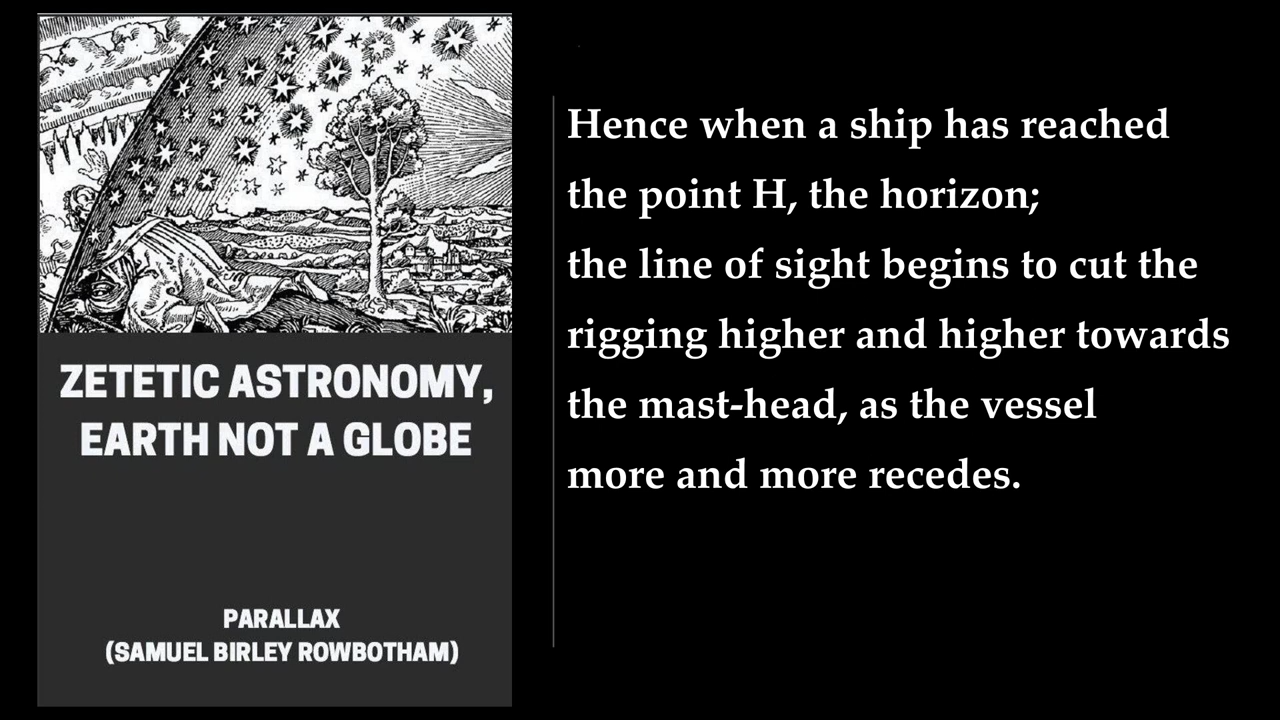 ZETETIC ASTRONOMY,
EARTH NOT A GLOBE
PARALLAX
(SAMUEL BIRLEY ROWBOTHAM)
Hence when a ship has reached
the point H, the horizon;
the line of sight begins to cut the
rigging higher and higher towards
the mast-head, as the vessel
more and more recedes.